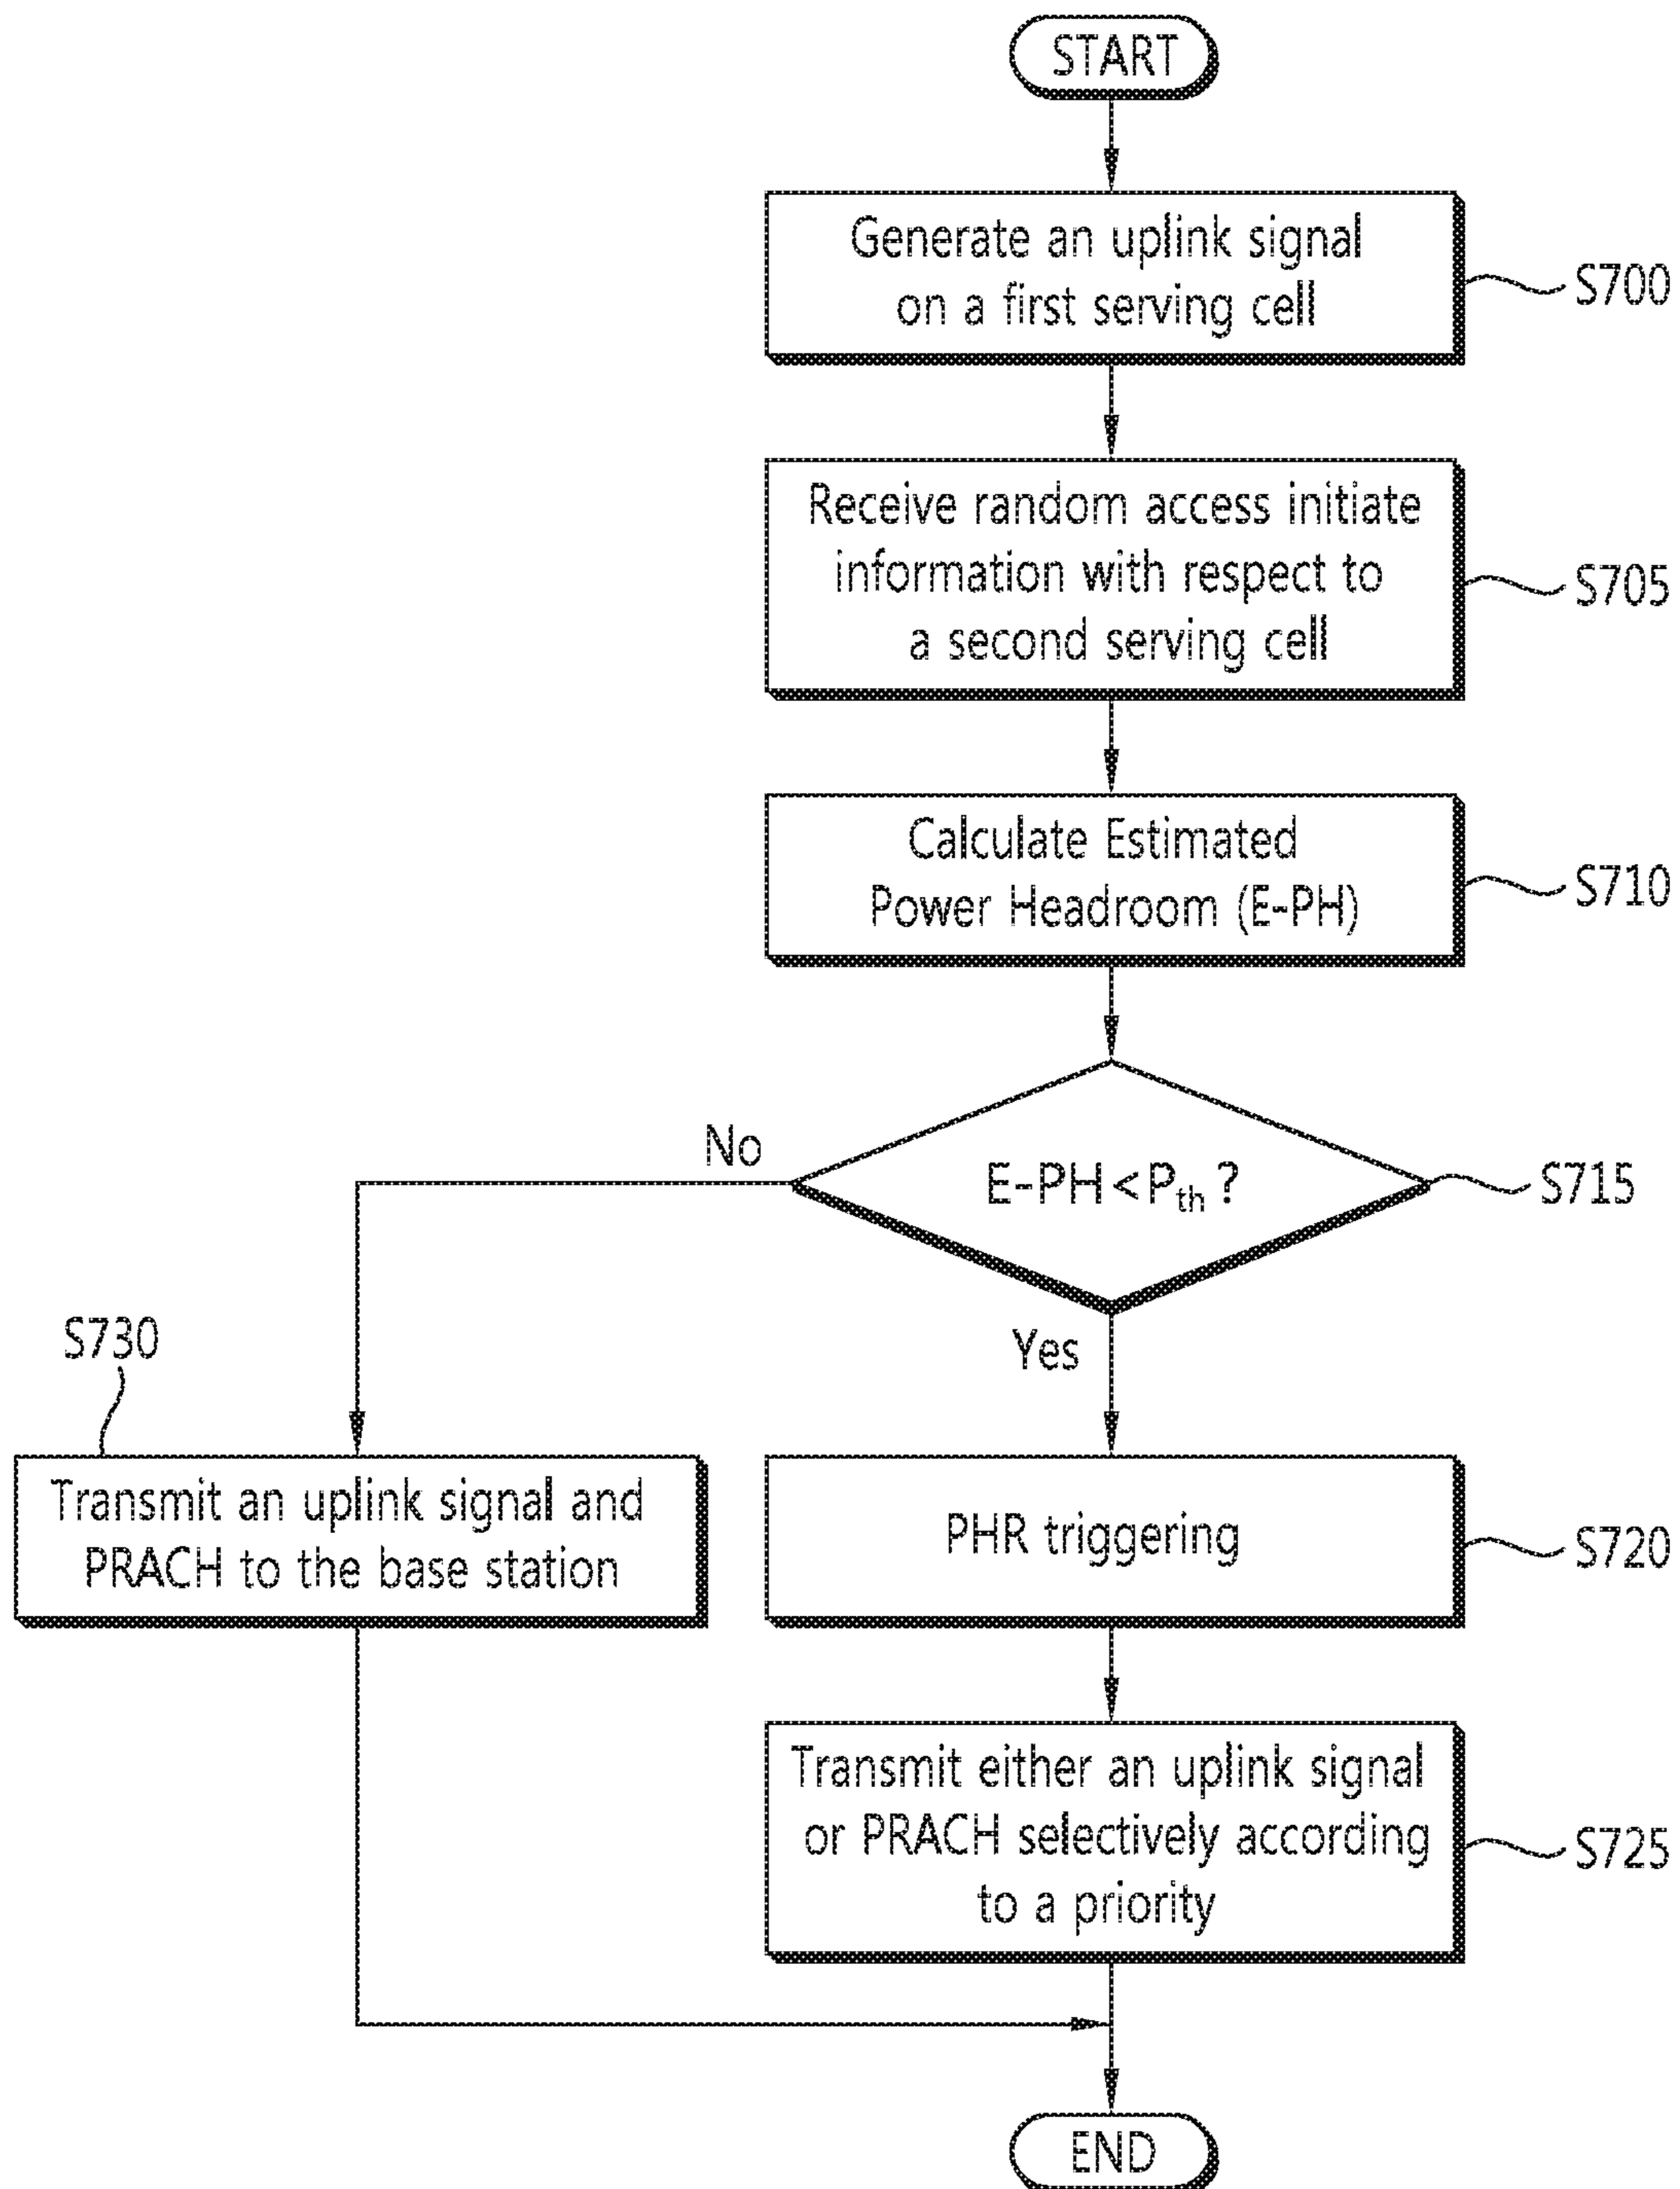 START
Generate an uplink signal
on a first serving cell
S700
Receive random access initiate
information with respect to
a second serving cell
S705
Calculate Estimated
Power Headroom (E-PH)
S710
No
E-PH<Pth ?
S715
S730
Yes
Transmit an uplink signal and
PRACH to the base station
PHR triggering
S720
Transmit either an uplink signal
or PRACH selectively according
to a priority
S725
END